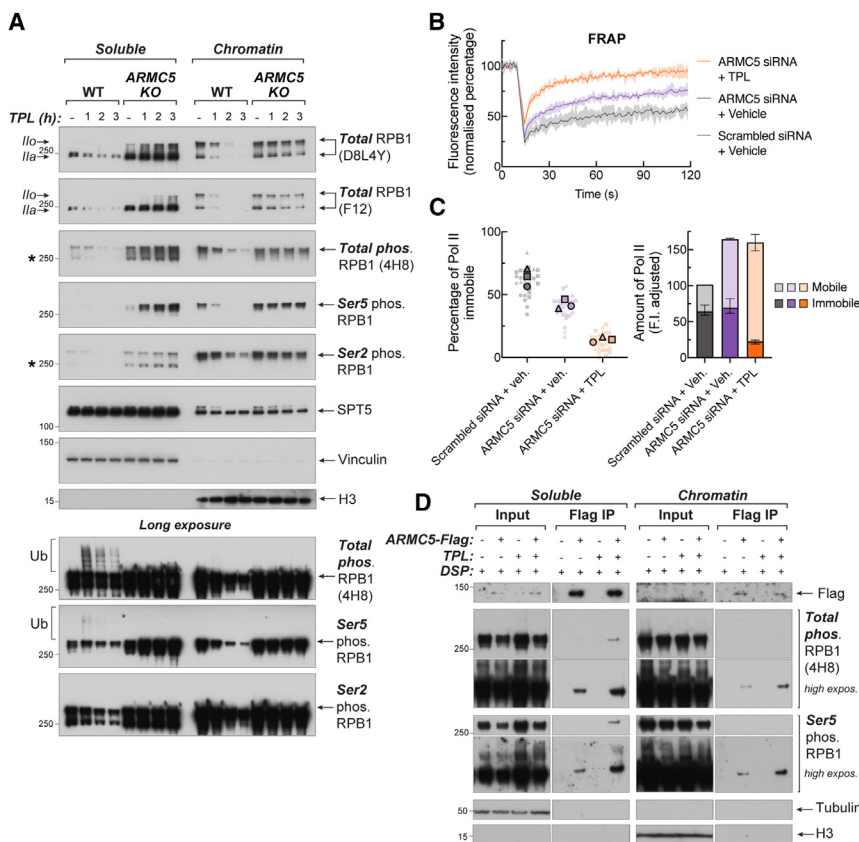 A
Soluble
Chromatin
WT
ARMC5 KO
WT
ARMC5 KO
TPL (h): - 1 2 3 - 1 2 3 - 1 2 3 - 1 2 3
IIo→
250
IIa→
Total RPB1
(D8L4Y)
IIo→
250
IIa→
Total RPB1
(F12)
* 250
Total phos.
RPB1 (4H8)
250
Ser5 phos.
RPB1
* 250
Ser2 phos.
RPB1
100
SPT5
150
Vinculin
15
H3
Long exposure
Ub
250
Total
phos.
RPB1
(4H8)
Ub
250
Ser5
phos.
RPB1
250
Ser2
phos.
RPB1
B
FRAP
Fluorescence intensity
(normalised percentage)
100
75
50
25
0
0 30 60 90 120
Time (s)
ARMC5 siRNA
+ TPL
ARMC5 siRNA
+ Vehicle
Scrambled siRNA
+ Vehicle
C
Percentage of Pol II
immobile
100
50
0
Scrambled siRNA + veh.
ARMC5 siRNA + veh.
ARMC5 siRNA + TPL
Amount of Pol II
(F.I. adjusted)
150
100
50
0
Mobile
Immobile
Scrambled siRNA + Veh.
ARMC5 siRNA + Veh.
ARMC5 siRNA + TPL
D
Soluble
Chromatin
Input
Flag IP
Input
Flag IP
ARMC5-Flag: - + - + - + - + - + - + - + - +
TPL: - - + + - - + + - - + + - - + +
DSP: + + + + + + + + + + + + + + + +
150
Flag
250
Total
phos.
RPB1
(4H8)
high expos.
250
Ser5
phos.
RPB1
high expos.
50
Tubulin
15
H3